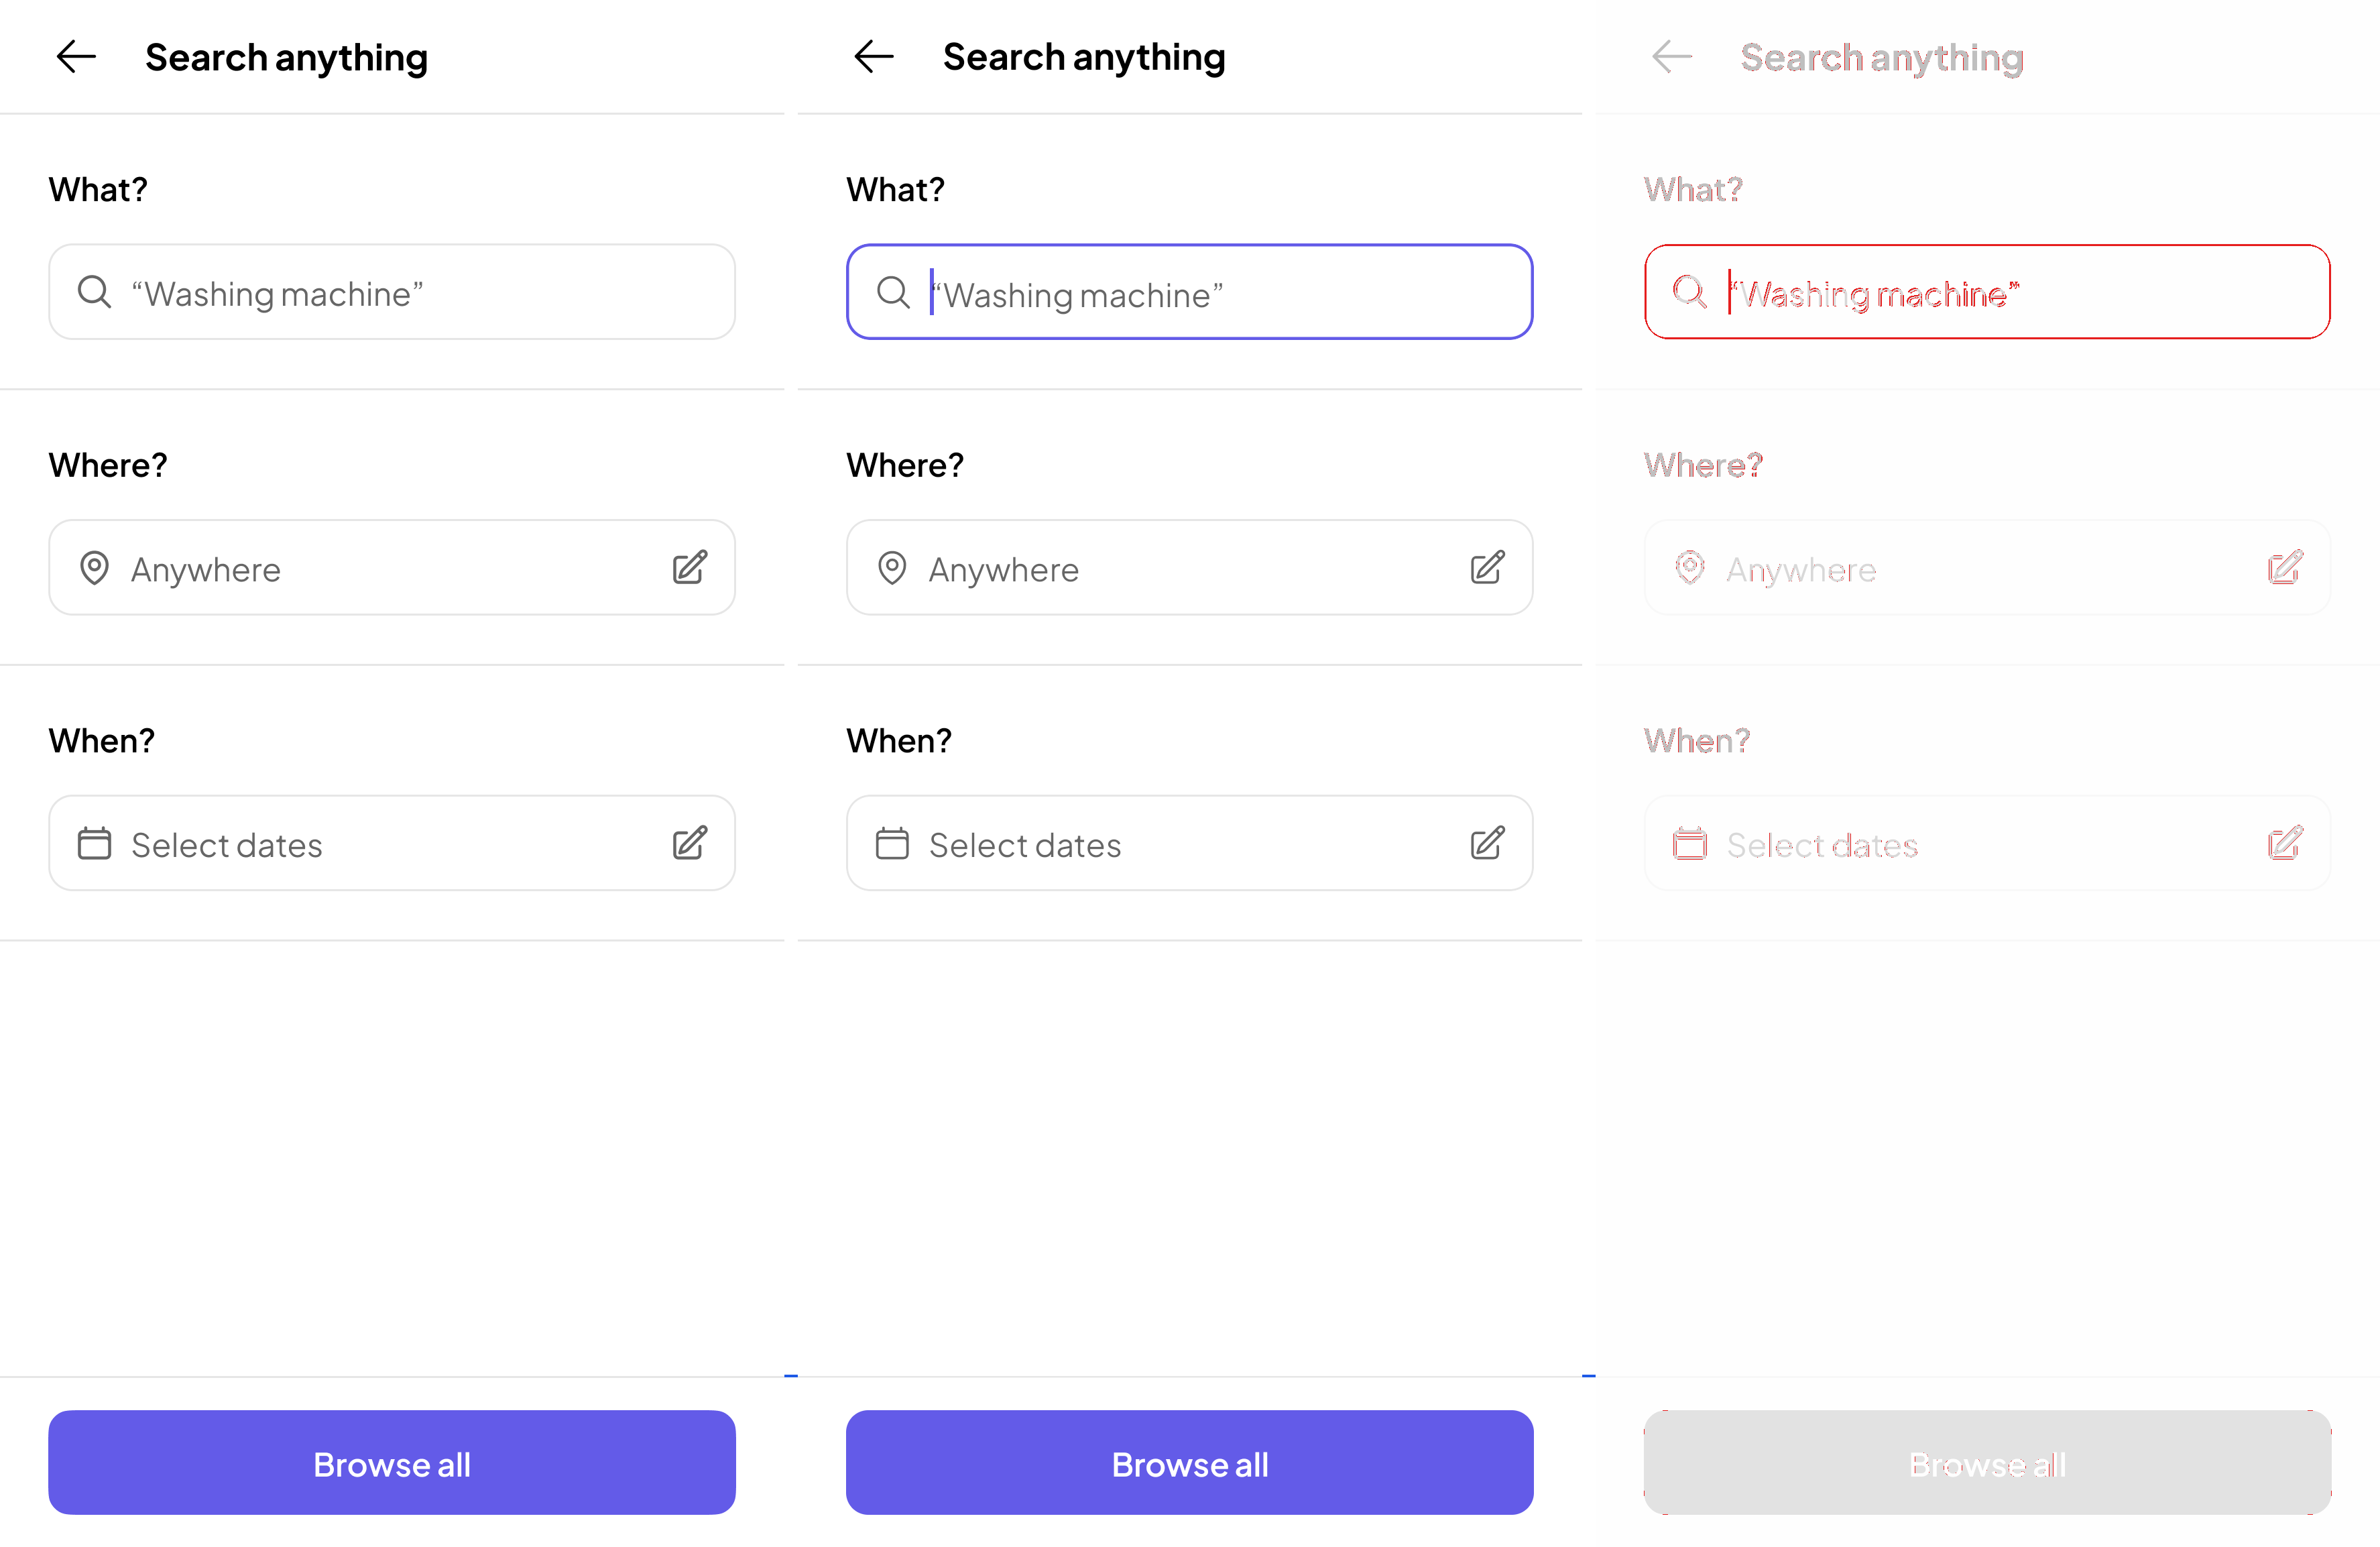 Search anything
What?
“Washing machine”
Where?
Anywhere
When?
Select dates
Browse all
Search anything
What?
“Washing machine”
Where?
Anywhere
When?
Select dates
Browse all
Search anything
What?
“Washing machine”
Where?
Anywhere
When?
Select dates
Browse all